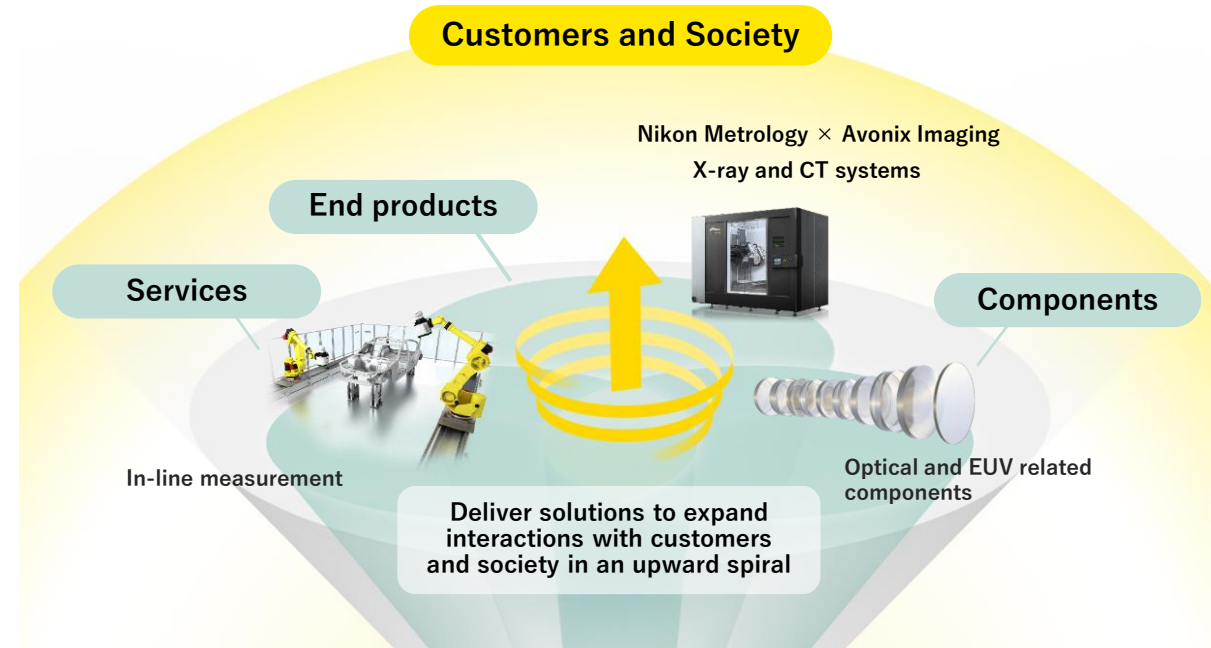 Customers and Society
Nikon Metrology × Avonix Imaging
X-ray and CT systems
End products
Services
Components
In-line measurement
Optical and EUV related
components
Deliver solutions to expand
interactions with customers
and society in an upward spiral